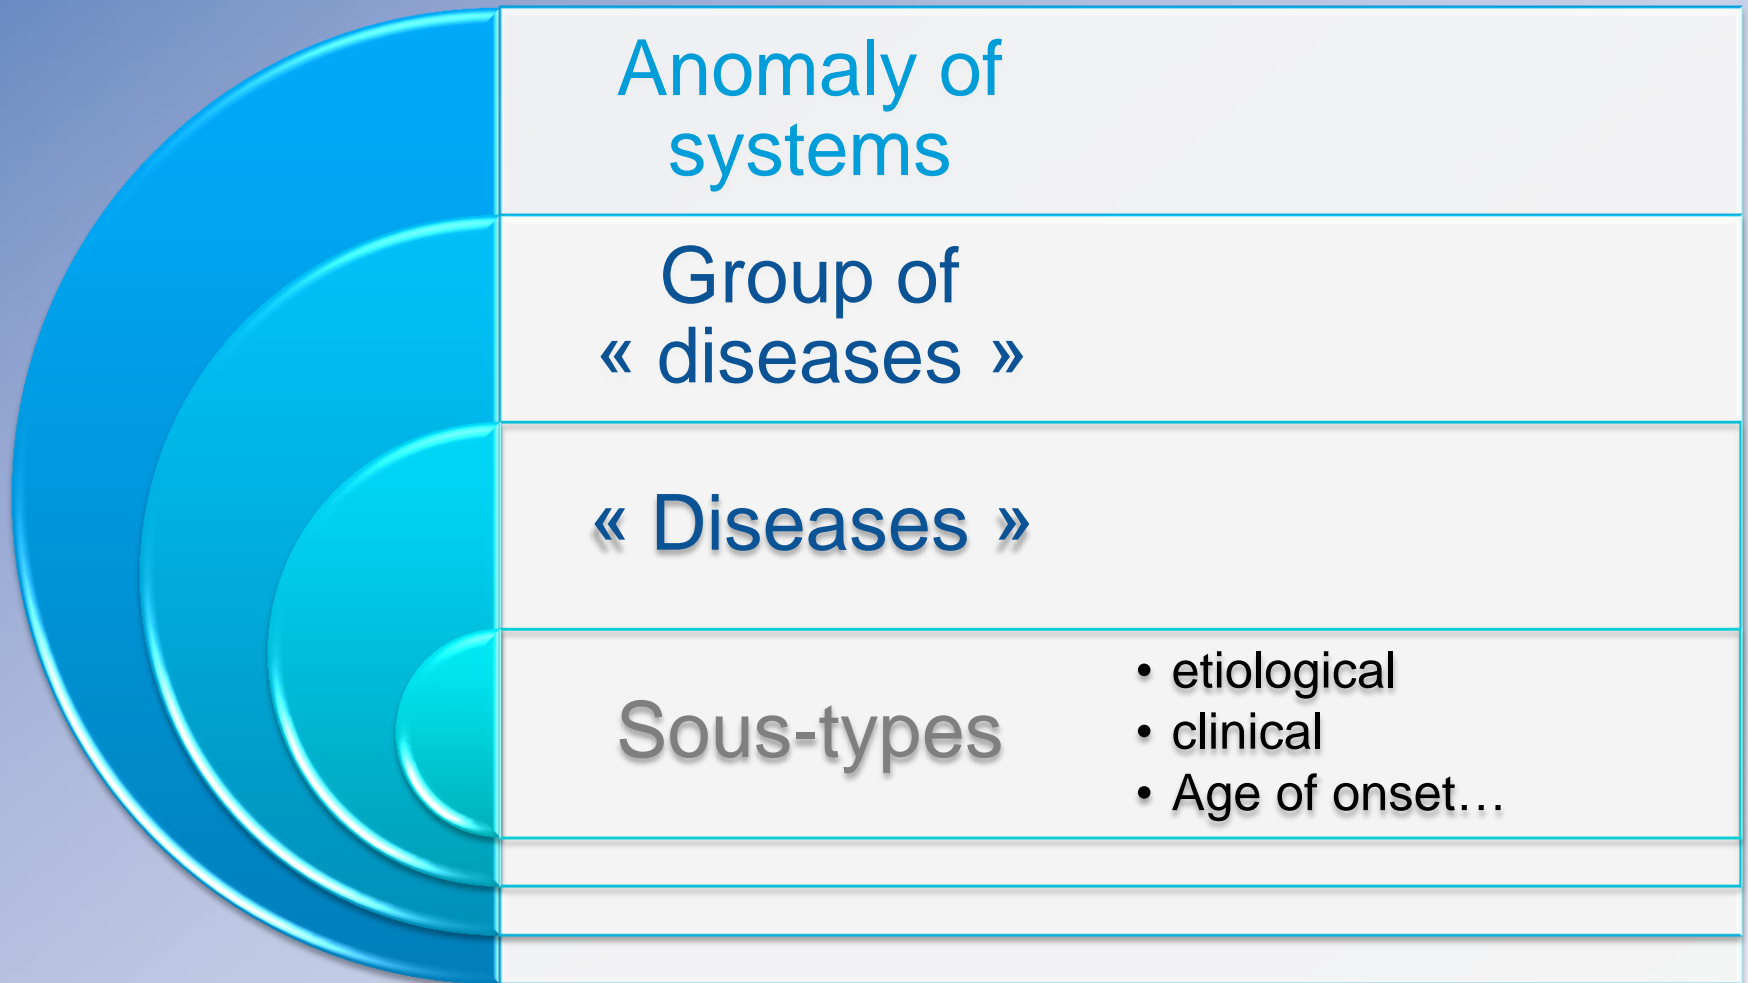 Anomaly of
systems
Group of
« diseases »
« Diseases »
Sous-types
• etiological
• clinical
• Age of onset…